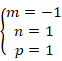 m = −1
n = 1
p = 1